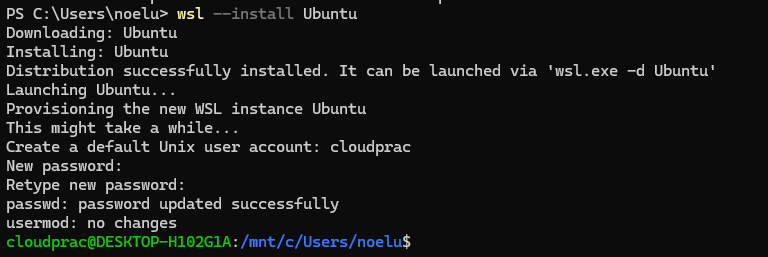 PS C:\Users\noelu> wsl --install Ubuntu
Downloading: Ubuntu
Installing: Ubuntu
Distribution successfully installed. It can be launched via 'wsl.exe -d Ubuntu'
Launching Ubuntu...
Provisioning the new WSL instance Ubuntu
This might take a while...
Create a default Unix user account: cloudprac
New password:
Retype new password:
passwd: password updated successfully
usermod: no changes
cloudprac@DESKTOP-H102G1A:/mnt/c/Users/noelu$